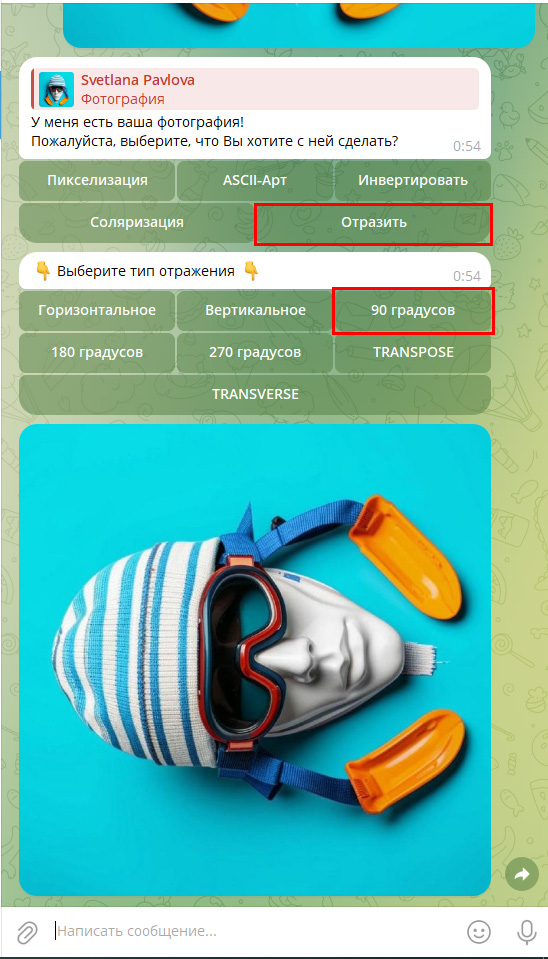 Svetlana Pavlova
Фотография
У меня есть ваша фотография!
Пожалуйста, выберите, что Вы хотите с ней сделать?
0:54
Пикселизация
ASCII-Арт
Инвертировать
Соляризация
Отразить
👇 Выберите тип отражения 👇
0:54
Горизонтальное
Вертикальное
90 градусов
180 градусов
270 градусов
TRANSPOSE
TRANSVERSE
Написать сообщение...